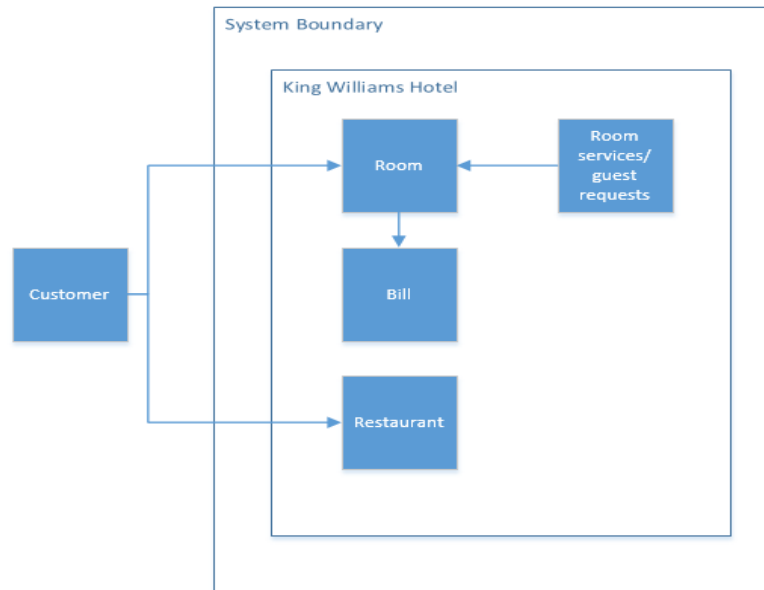 System Boundary
King Williams Hotel
Room
Room
services/
guest
requests
Customer
Bill
Restaurant